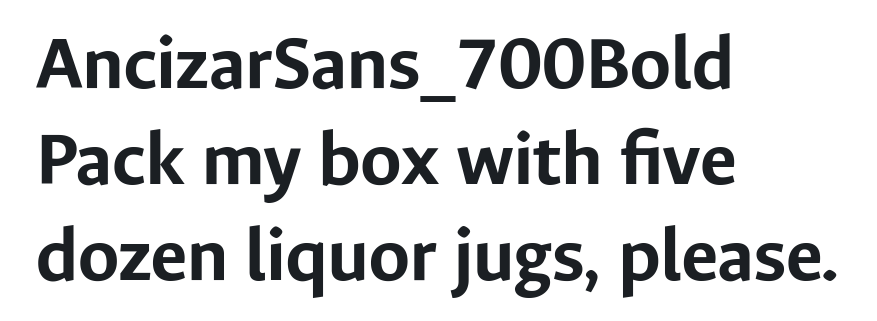 AncizarSans_700Bold
Pack my box with five
dozen liquor jugs, please.